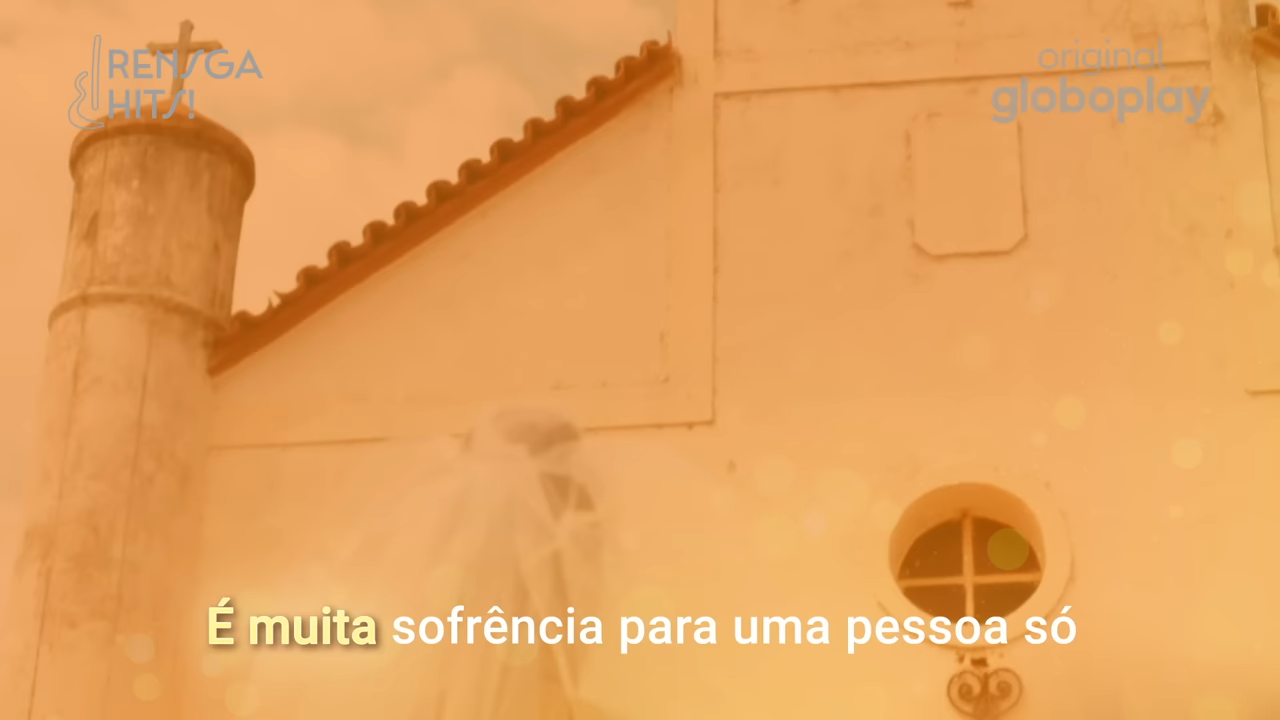 RENSGA
HITS!
original
globoplay
É muita sofrência para uma pessoa só